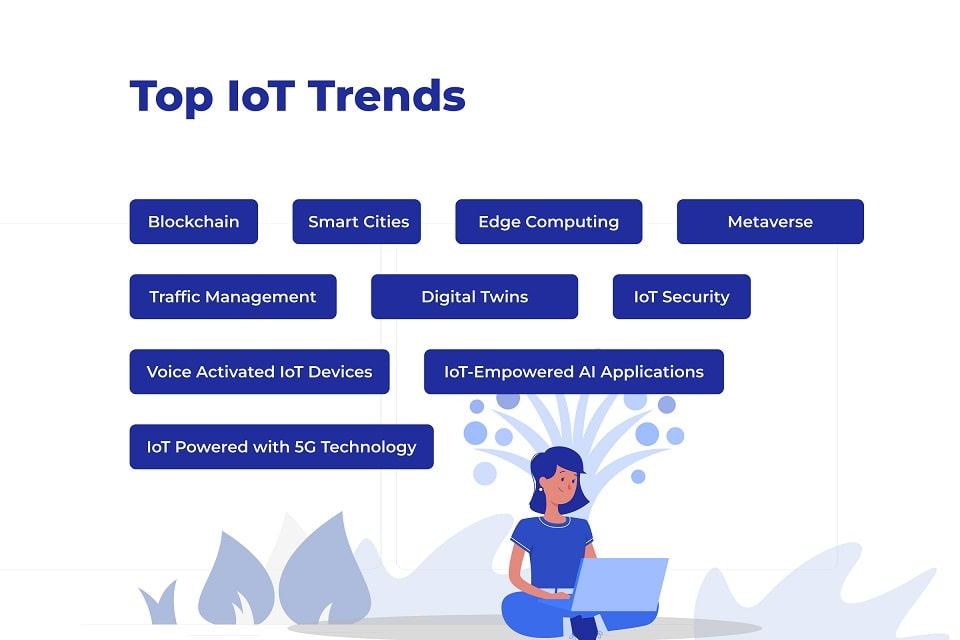 Top IoT Trends
Blockchain
Smart Cities
Edge Computing
Metaverse
Traffic Management
Digital Twins
IoT Security
Voice Activated IoT Devices
IoT-Empowered AI Applications
IoT Powered with 5G Technology